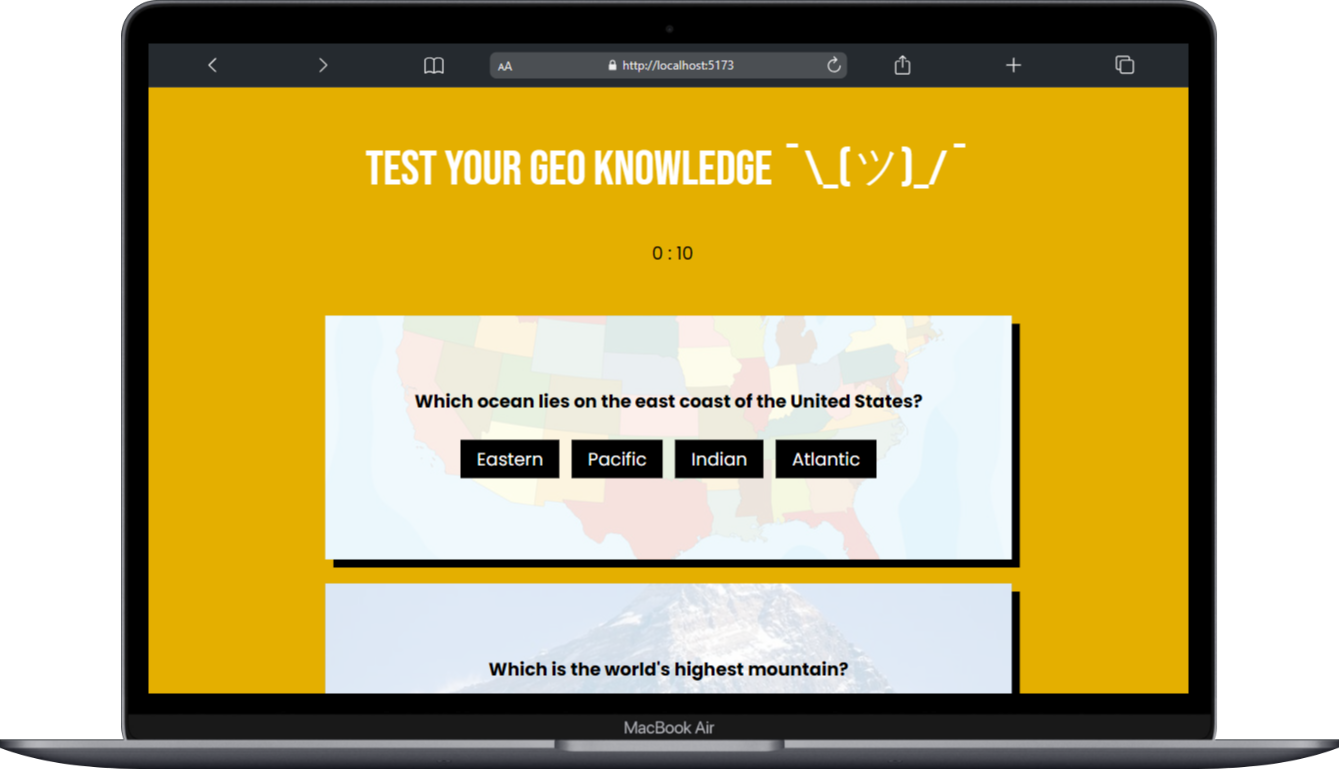 AA http://localhost:5173
TEST YOUR GEO KNOWLEDGE ¯\_(ツ)_/¯
0 : 10
Which ocean lies on the east coast of the United States?
Eastern Pacific Indian Atlantic
Which is the world's highest mountain?
MacBook Air